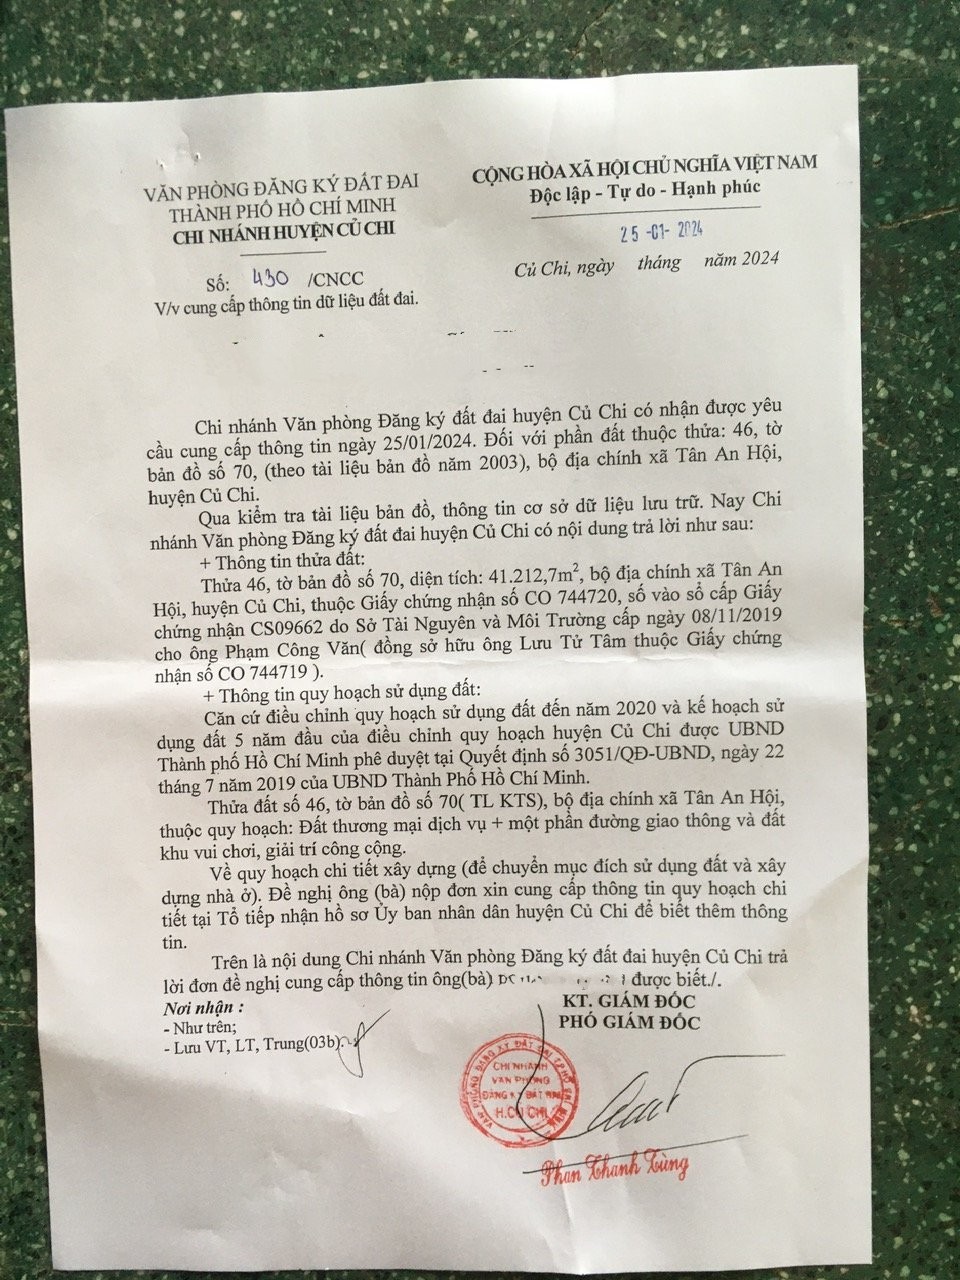 VĂN PHÒNG ĐĂNG KÝ ĐẤT ĐAI
THÀNH PHỐ HỒ CHÍ MINH
CHI NHÁNH HUYỆN CỦ CHI
Số: 430 /CNCC
V/v cung cấp thông tin dữ liệu đất đai.
CỘNG HÒA XÃ HỘI CHỦ NGHĨA VIỆT NAM
Độc lập - Tự do - Hạnh phúc
25 -01- 2024
Củ Chi, ngày tháng năm 2024
Chi nhánh Văn phòng Đăng ký đất đai huyện Củ Chi có nhận được yêu
cầu cung cấp thông tin ngày 25/01/2024. Đối với phần đất thuộc thửa: 46, tờ
bản đồ số 70, (theo tài liệu bản đồ năm 2003), bộ địa chính xã Tân An Hội,
huyện Củ Chi.
Qua kiểm tra tài liệu bản đồ, thông tin cơ sở dữ liệu lưu trữ. Nay Chi
nhánh Văn phòng Đăng ký đất đai huyện Củ Chi có nội dung trả lời như sau:
+ Thông tin thửa đất:
Thửa 46, tờ bản đồ số 70, diện tích: 41.212,7m², bộ địa chính xã Tân An
Hội, huyện Củ Chi, thuộc Giấy chứng nhận số CO 744720, số vào sổ cấp Giấy
chứng nhận CS09662 do Sở Tài Nguyên và Môi Trường cấp ngày 08/11/2019
cho ông Phạm Công Văn( đồng sở hữu ông Lưu Tử Tâm thuộc Giấy chứng
nhận số CO 744719 ).
+ Thông tin quy hoạch sử dụng đất:
Căn cứ điều chỉnh quy hoạch sử dụng đất đến năm 2020 và kế hoạch sử
dụng đất 5 năm đầu của điều chỉnh quy hoạch huyện Củ Chi được UBND
Thành phố Hồ Chí Minh phê duyệt tại Quyết định số 3051/QĐ-UBND, ngày 22
tháng 7 năm 2019 của UBND Thành Phố Hồ Chí Minh.
Thửa đất số 46, tờ bản đồ số 70( TL KTS), bộ địa chính xã Tân An Hội,
thuộc quy hoạch: Đất thương mại dịch vụ + một phần đường giao thông và đất
khu vui chơi, giải trí công cộng.
Về quy hoạch chi tiết xây dựng (để chuyển mục đích sử dụng đất và xây
dựng nhà ở). Đề nghị ông (bà) nộp đơn xin cung cấp thông tin quy hoạch chi
tiết tại Tổ tiếp nhận hồ sơ Ủy ban nhân dân huyện Củ Chi để biết thêm thông
tin.
Trên là nội dung Chi nhánh Văn phòng Đăng ký đất đai huyện Củ Chi trả
lời đơn đề nghị cung cấp thông tin ông(bà) được biết./.
Nơi nhận :
- Như trên;
- Lưu VT, LT, Trung(03b).
KT. GIÁM ĐỐC
PHÓ GIÁM ĐỐC
CHI NHÁNH
VĂN PHÒNG
ĐĂNG KÝ ĐẤT ĐAI
H.CỦ CHI
Phan Thanh Tùng